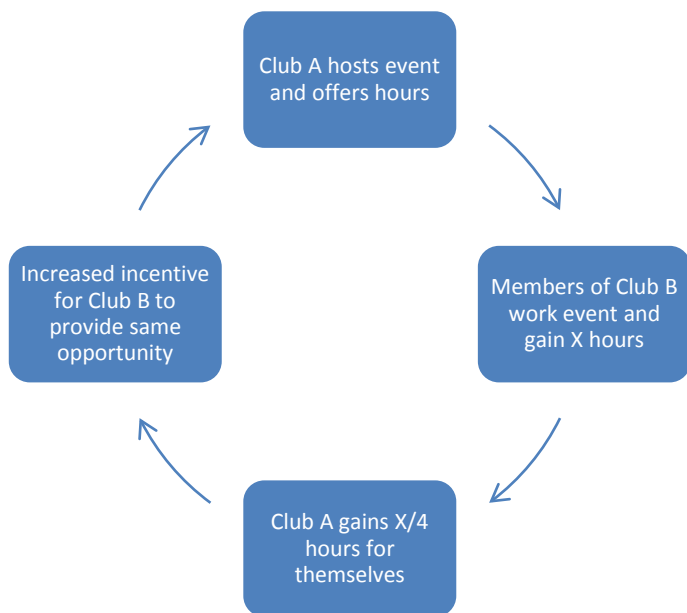 Club A hosts event
and offers hours
Members of Club B
work event and
gain X hours
Club A gains X/4
hours for
themselves
Increased incentive
for Club B to
provide same
opportunity